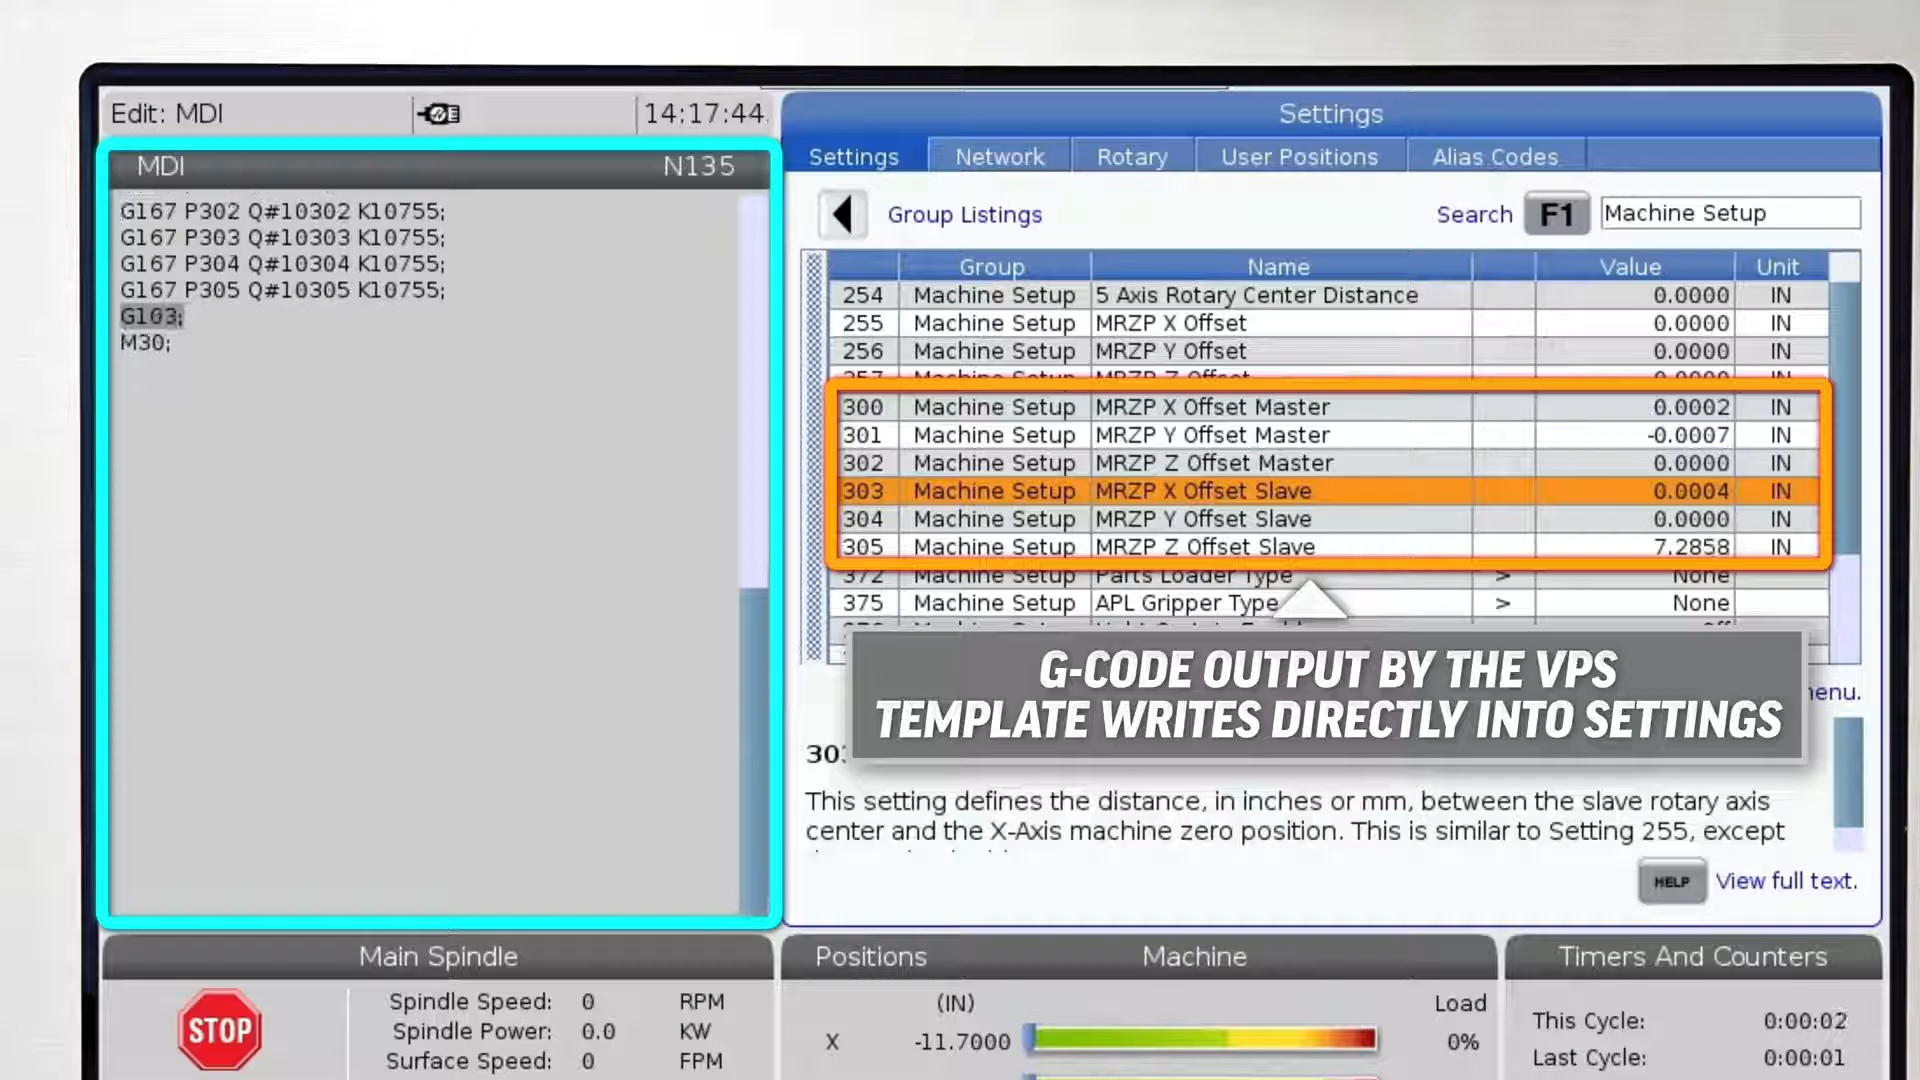 Edit: MDI
14:17:44
MDI N135
G167 P302 Q#10302 K10755;
G167 P303 Q#10303 K10755;
G167 P304 Q#10304 K10755;
G167 P305 Q#10305 K10755;
G103;
M30;
Settings
Settings Network Rotary User Positions Alias Codes
Group Listings Search F1 Machine Setup
Group Name Value Unit
254 Machine Setup 5 Axis Rotary Center Distance 0.0000 IN
255 Machine Setup MRZP X Offset 0.0000 IN
256 Machine Setup MRZP Y Offset 0.0000 IN
257 Machine Setup MRZP Z Offset 0.0000 IN
300 Machine Setup MRZP X Offset Master 0.0002 IN
301 Machine Setup MRZP Y Offset Master -0.0007 IN
302 Machine Setup MRZP Z Offset Master 0.0000 IN
303 Machine Setup MRZP X Offset Slave 0.0004 IN
304 Machine Setup MRZP Y Offset Slave 0.0000 IN
305 Machine Setup MRZP Z Offset Slave 7.2858 IN
372 Machine Setup Parts Loader Type > None
375 Machine Setup APL Gripper Type > None
G-CODE OUTPUT BY THE VPS
TEMPLATE WRITES DIRECTLY INTO SETTINGS
This setting defines the distance, in inches or mm, between the slave rotary axis
center and the X-Axis machine zero position. This is similar to Setting 255, except
HELP View full text.
Main Spindle
STOP
Spindle Speed: 0 RPM
Spindle Power: 0.0 KW
Surface Speed: 0 FPM
Positions Machine
(IN) Load
X -11.7000 0%
Timers And Counters
This Cycle: 0:00:02
Last Cycle: 0:00:01